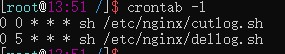 [root@13:51 /]$ crontab -l
0 0 * * * sh /etc/nginx/cutlog.sh
0 5 * * * sh /etc/nginx/dellog.sh